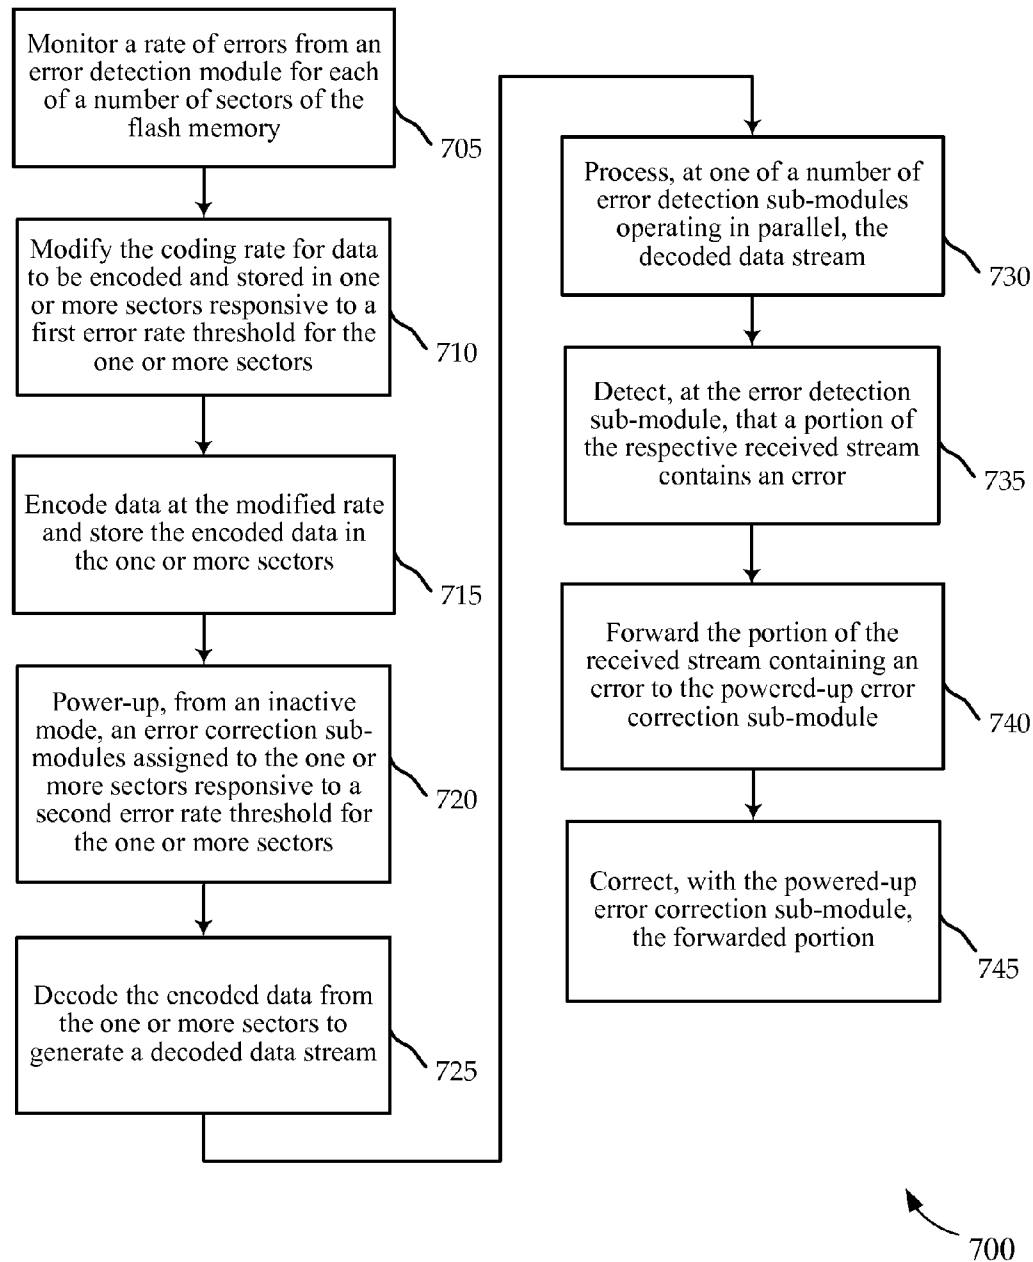 Monitor a rate of errors from an
error detection module for each
of a number of sectors of the
flash memory
705
Modify the coding rate for data
to be encoded and stored in one
or more sectors responsive to a
first error rate threshold for the
one or more sectors
710
Encode data at the modified rate
and store the encoded data in
the one or more sectors
715
Power-up, from an inactive
mode, an error correction sub-
modules assigned to the one or
more sectors responsive to a
second error rate threshold for
the one or more sectors
720
Decode the encoded data from
the one or more sectors to
generate a decoded data stream
725
Process, at one of a number of
error detection sub-modules
operating in parallel, the
decoded data stream
730
Detect, at the error detection
sub-module, that a portion of
the respective received stream
contains an error
735
Forward the portion of the
received stream containing an
error to the powered-up error
correction sub-module
740
Correct, with the powered-up
error correction sub-module,
the forwarded portion
745
700